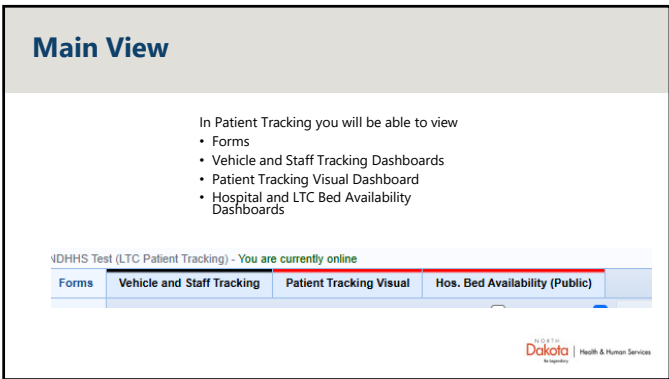 Main View
In Patient Tracking you will be able to view
• Forms
• Vehicle and Staff Tracking Dashboards
• Patient Tracking Visual Dashboard
• Hospital and LTC Bed Availability
Dashboards
NDHHS Test (LTC Patient Tracking) - You are currently online
Forms Vehicle and Staff Tracking Patient Tracking Visual Hos. Bed Availability (Public)
NORTH
Dakota | Health & Human Services
Be Legendary.